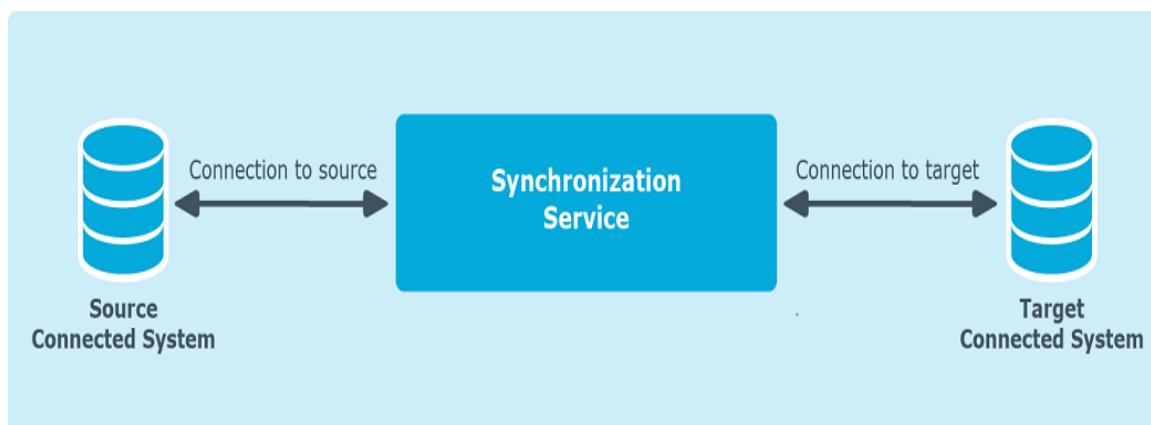 Connection to source
Synchronization
Service
Connection to target
Source
Connected System
Target
Connected System